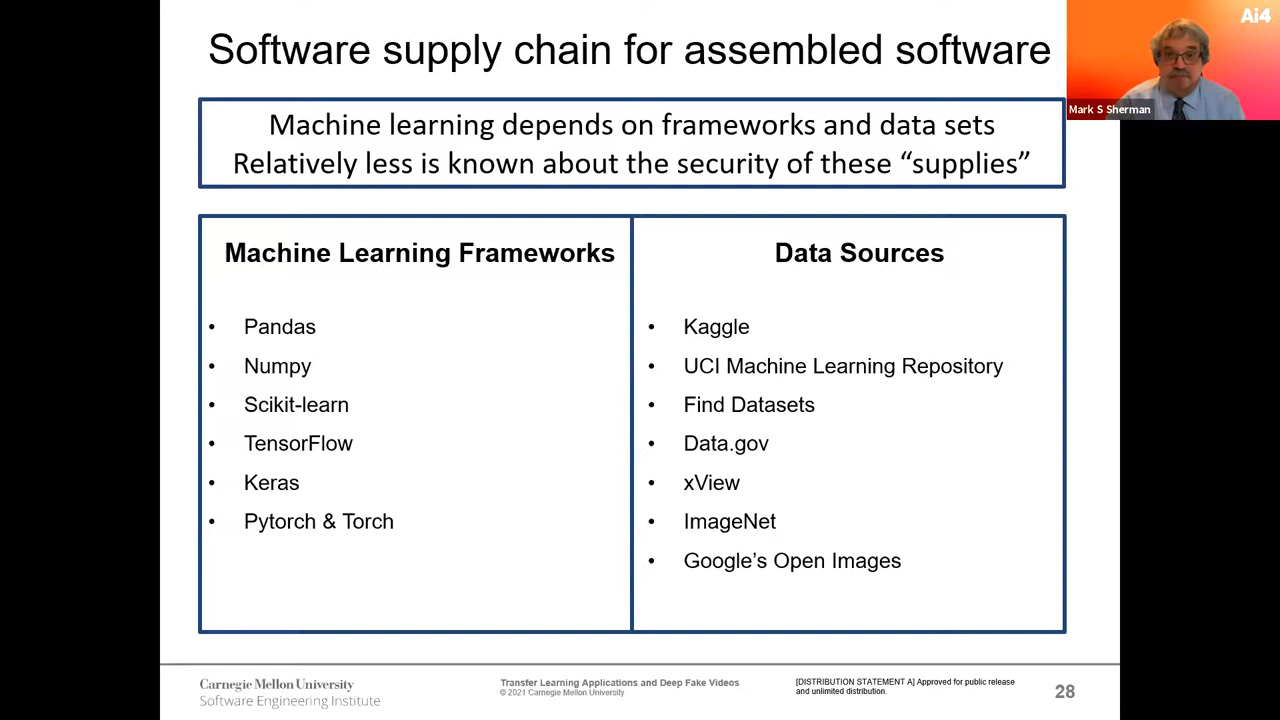 Software supply chain for assembled software
Ai4
Mark S Sherman
Machine learning depends on frameworks and data sets
Relatively less is known about the security of these “supplies”
Machine Learning Frameworks
• Pandas
• Numpy
• Scikit-learn
• TensorFlow
• Keras
• Pytorch & Torch
Data Sources
• Kaggle
• UCI Machine Learning Repository
• Find Datasets
• Data.gov
• xView
• ImageNet
• Google’s Open Images
Carnegie Mellon University
Software Engineering Institute
Transfer Learning Applications and Deep Fake Videos
© 2021 Carnegie Mellon University
[DISTRIBUTION STATEMENT A] Approved for public release
and unlimited distribution.
28